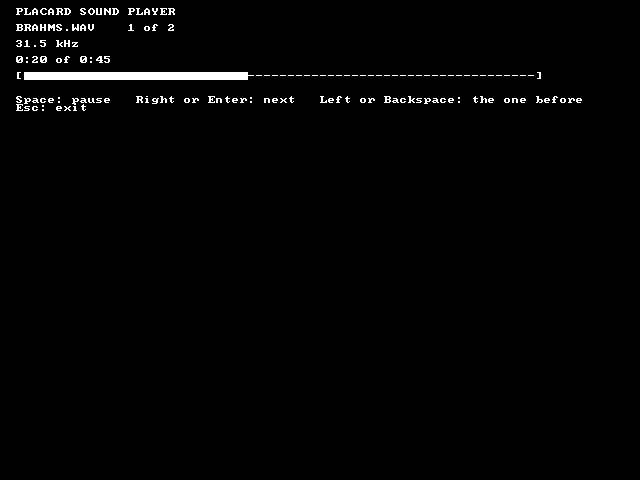 PLACARD SOUND PLAYER
BRAHMS.WAV    1 of 2
31.5 kHz
0:20 of 0:45
[----------------------------------]
Space: pause   Right or Enter: next   Left or Backspace: the one before
Esc: exit